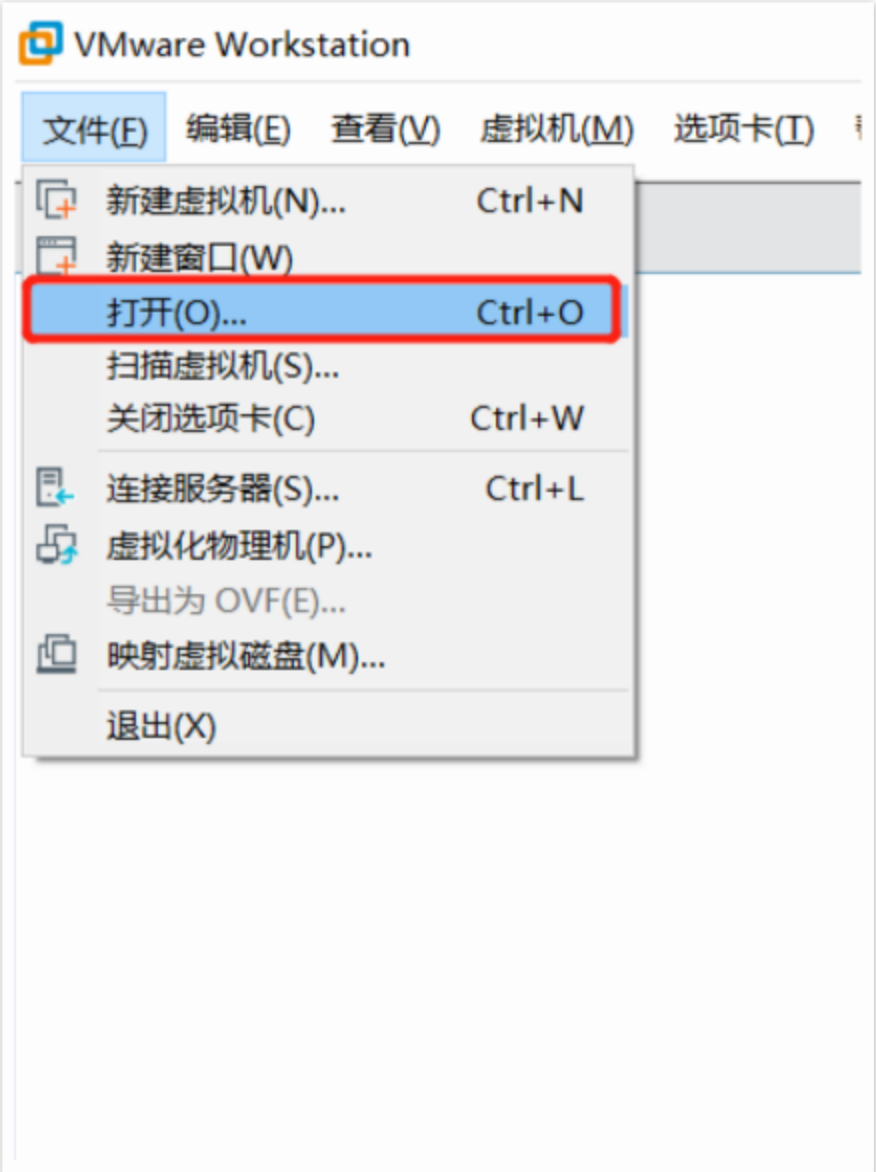 VMware Workstation
文件(F) 编辑(E) 查看(V) 虚拟机(M) 选项卡(T)
新建虚拟机(N)... Ctrl+N
新建窗口(W)
打开(O)... Ctrl+O
扫描虚拟机(S)...
关闭选项卡(C) Ctrl+W
连接服务器(S)... Ctrl+L
虚拟化物理机(P)...
导出为 OVF(E)...
映射虚拟磁盘(M)...
退出(X)